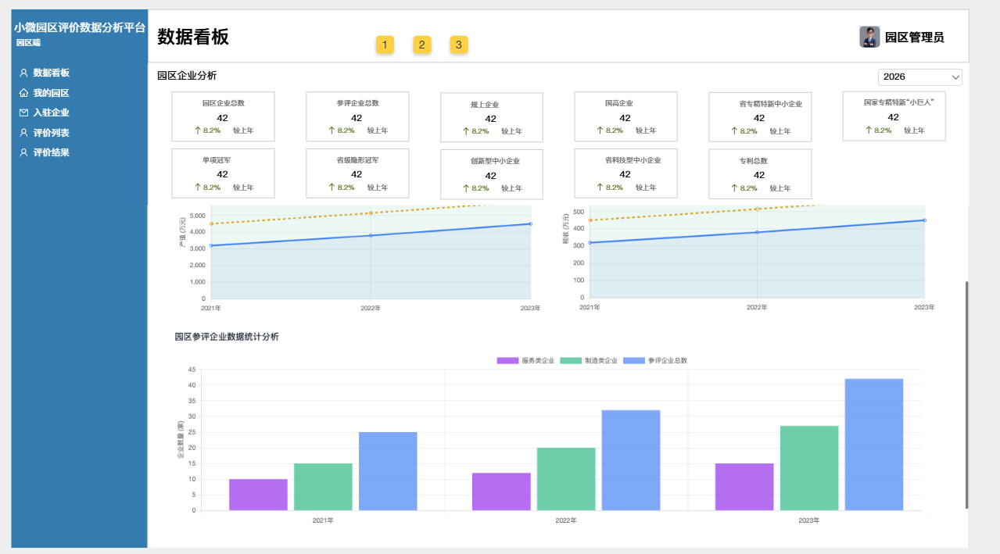 小微园区评价数据分析平台
园区端
数据看板
我的园区
入驻企业
评价列表
评价结果
数据看板
1
2
3
园区管理员
园区企业分析
2026
园区企业总数
42
↑ 8.2% 较上年
参评企业总数
42
↑ 8.2% 较上年
规上企业
42
↑ 8.2% 较上年
国高企业
42
↑ 8.2% 较上年
省专精特新中小企业
42
↑ 8.2% 较上年
国家专精特新“小巨人”
42
↑ 8.2% 较上年
单项冠军
42
↑ 8.2% 较上年
省级隐形冠军
42
↑ 8.2% 较上年
创新型中小企业
42
↑ 8.2% 较上年
省科技型中小企业
42
↑ 8.2% 较上年
专利总数
42
↑ 8.2% 较上年
产值 (万元)
5,000
4,000
3,000
2,000
1,000
0
2021年 2022年 2023年
税收 (万元)
500
400
300
200
100
0
2021年 2022年 2023年
园区参评企业数据统计分析
服务类企业 制造类企业 参评企业总数
企业数量 (家)
45
40
35
30
25
20
15
10
5
0
2021年 2022年 2023年